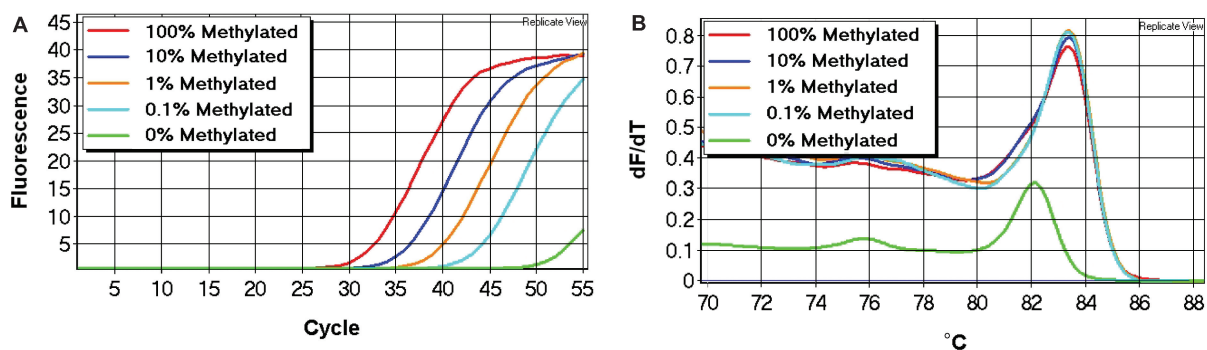 A
Replicate View
100% Methylated
10% Methylated
1% Methylated
0.1% Methylated
0% Methylated
Fluorescence
45
40
35
30
25
20
15
10
5
5 10 15 20 25 30 35 40 45 50 55
Cycle
B
Replicate View
100% Methylated
10% Methylated
1% Methylated
0.1% Methylated
0% Methylated
dF/dT
0.8
0.7
0.6
0.5
0.4
0.3
0.2
0.1
0
70 72 74 76 78 80 82 84 86 88
°C